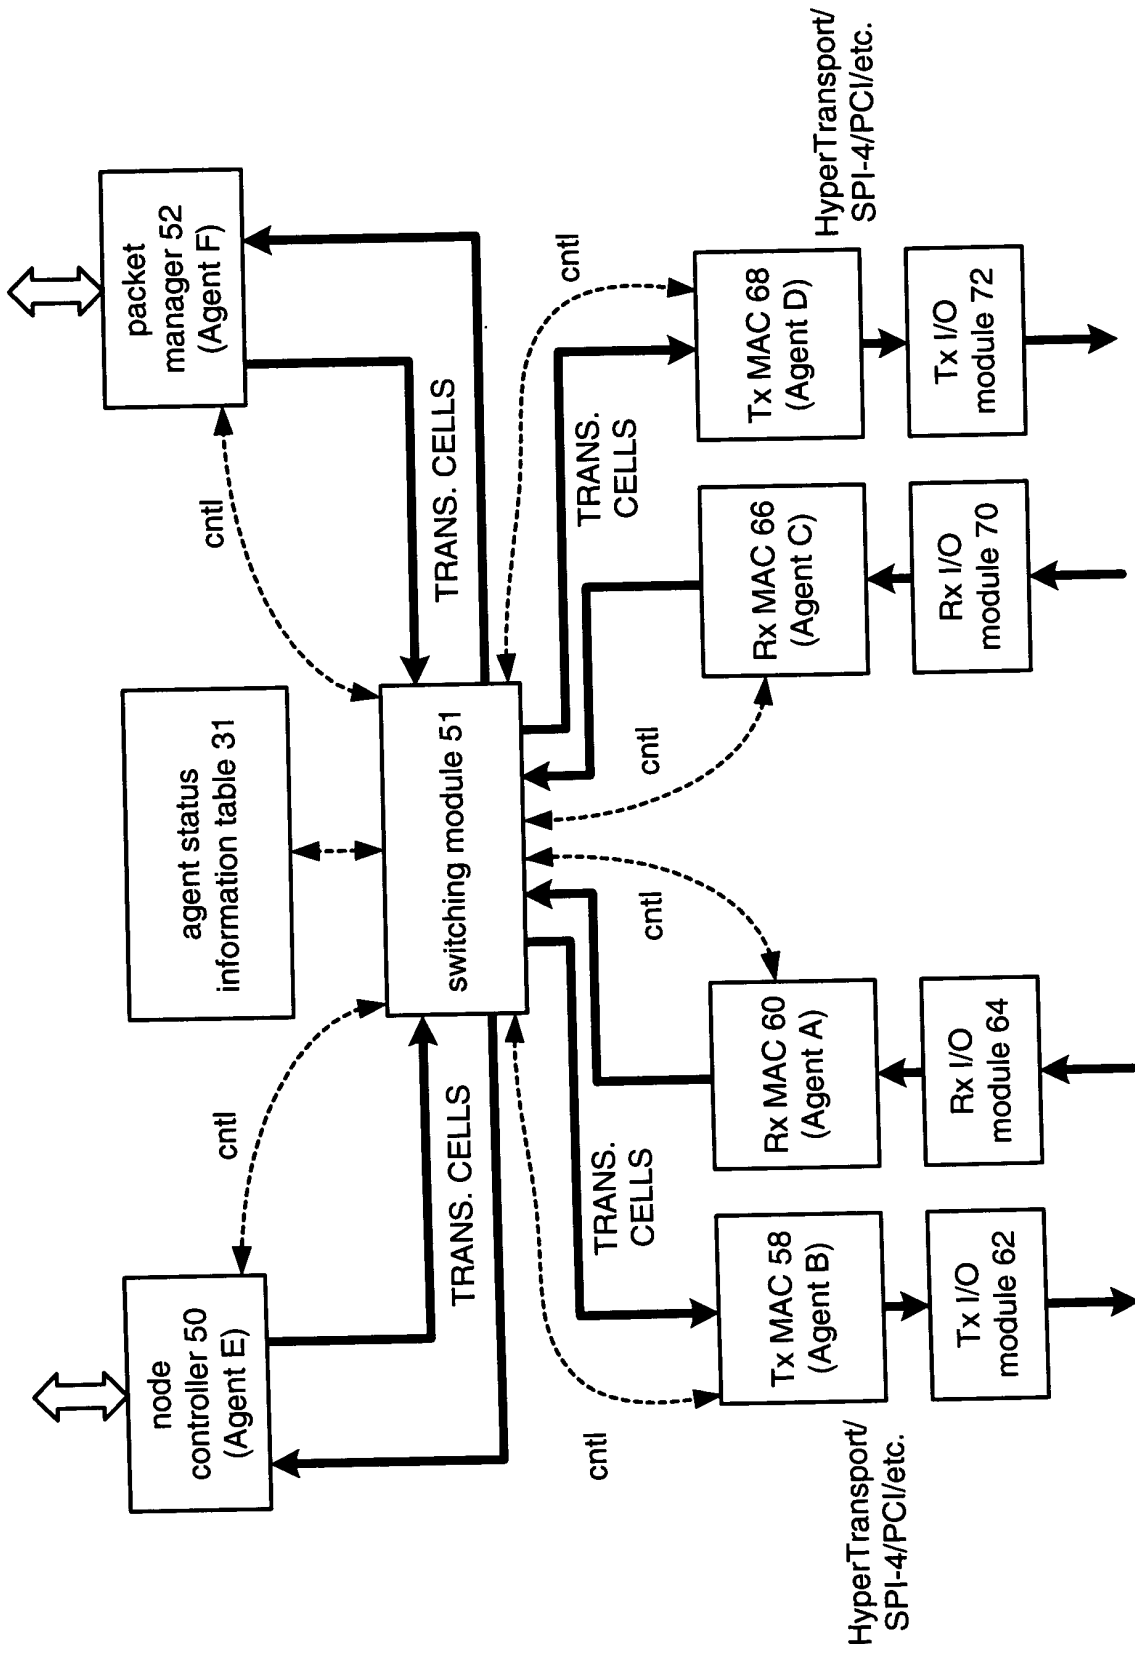 node
controller 50
(Agent E)
agent status
information table 31
packet
manager 52
(Agent F)
cntl
cntl
TRANS. CELLS
TRANS. CELLS
switching module 51
cntl
TRANS.
CELLS
cntl
cntl
TRANS.
CELLS
cntl
HyperTransport/
SPI-4/PCI/etc.
Tx MAC 58
(Agent B)
Rx MAC 60
(Agent A)
Rx MAC 66
(Agent C)
Tx MAC 68
(Agent D)
HyperTransport/
SPI-4/PCI/etc.
Tx I/O
module 62
Rx I/O
module 64
Rx I/O
module 70
Tx I/O
module 72